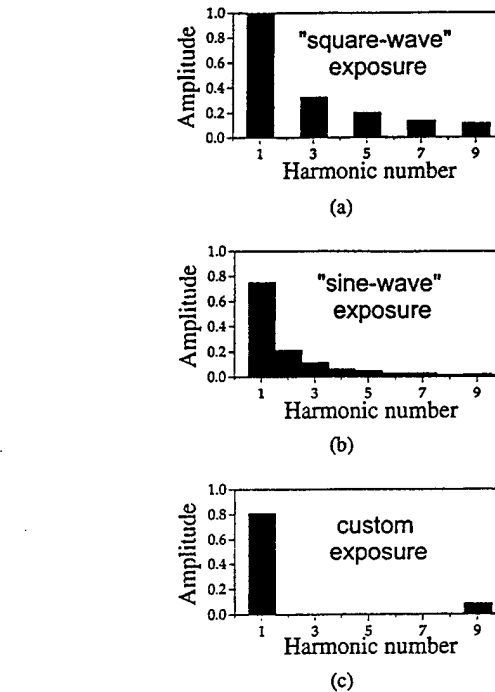 1.0
0.8
0.6
0.4
0.2
0.0
Amplitude
"square-wave"
exposure
1 3 5 7 9
Harmonic number
(a)
1.0
0.8
0.6
0.4
0.2
0.0
Amplitude
"sine-wave"
exposure
1 3 5 7 9
Harmonic number
(b)
1.0
0.8
0.6
0.4
0.2
0.0
Amplitude
custom
exposure
1 3 5 7 9
Harmonic number
(c)